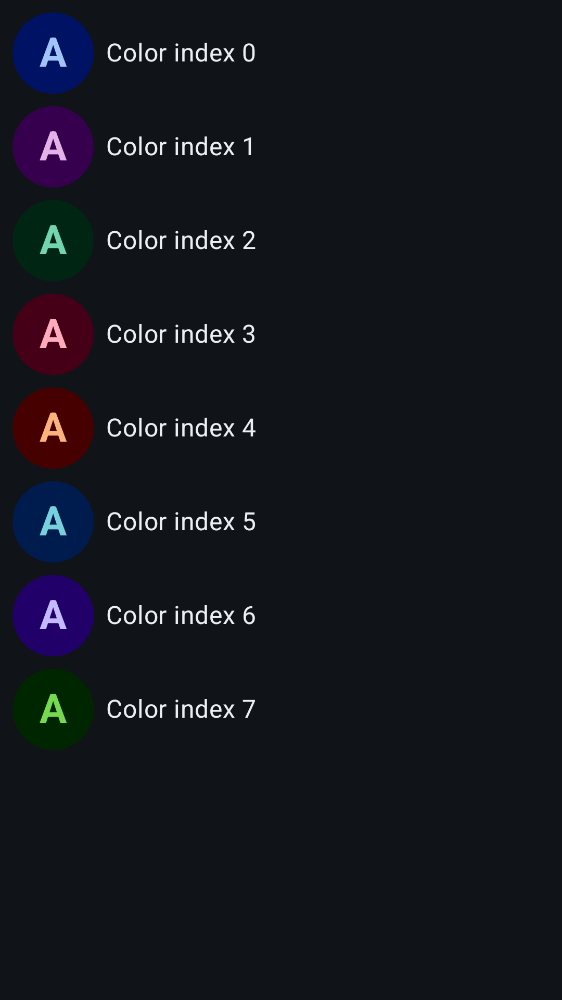 A Color index 0
A Color index 1
A Color index 2
A Color index 3
A Color index 4
A Color index 5
A Color index 6
A Color index 7